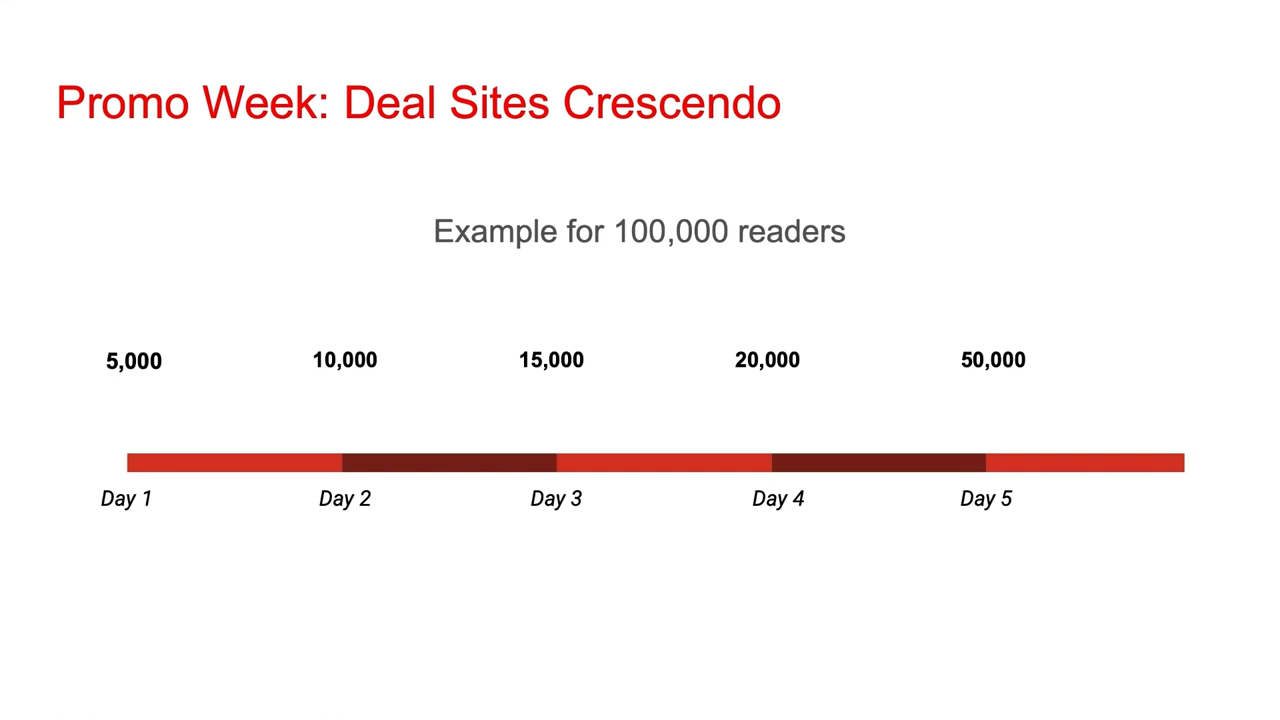 Promo Week: Deal Sites Crescendo
Example for 100,000 readers
5,000 10,000 15,000 20,000 50,000
Day 1 Day 2 Day 3 Day 4 Day 5